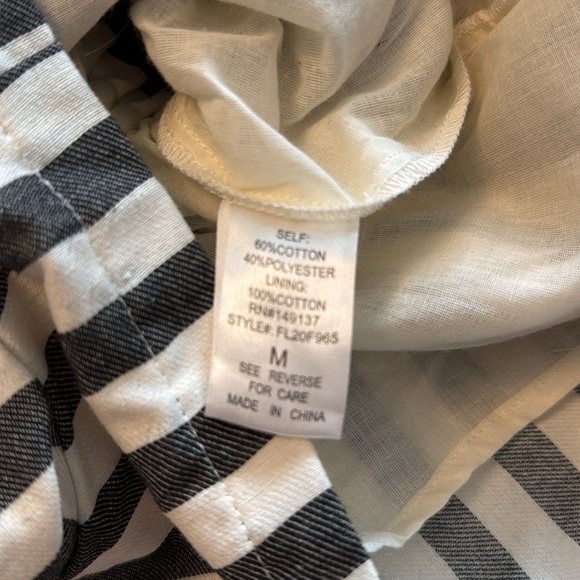 SELF:
60%COTTON
40%POLYESTER
LINING:
100%COTTON
RN#149137
STYLE#: FL20F965
M
SEE REVERSE
FOR CARE
MADE IN CHINA